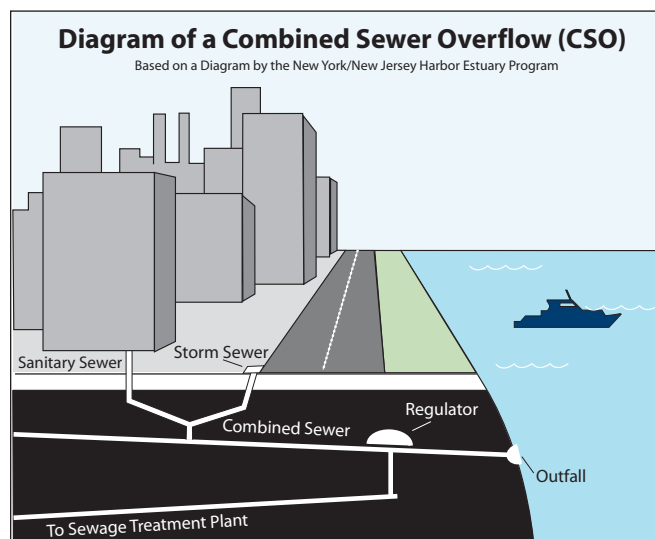 Diagram of a Combined Sewer Overflow (CSO)
Based on a Diagram by the New York/New Jersey Harbor Estuary Program
Storm Sewer
Sanitary Sewer
Regulator
Combined Sewer
Outfall
To Sewage Treatment Plant